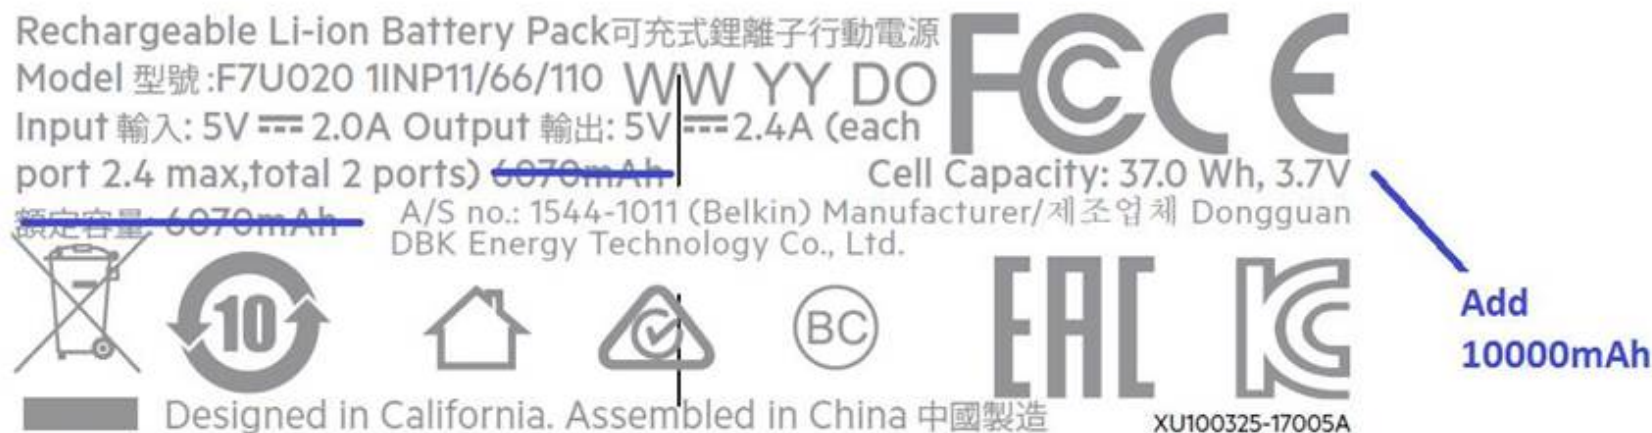 Rechargeable Li-ion Battery Pack可充式鋰離子行動電源
Model 型號:F7U020 1INP11/66/110 WW YY DO
FCC CE
Input 輸入: 5V 2.0A Output 輸出: 5V 2.4A (each
port 2.4 max,total 2 ports) 6070mAh Cell Capacity: 37.0 Wh, 3.7V
額定容量: 6070mAh A/S no.: 1544-1011 (Belkin) Manufacturer/제조업체 Dongguan
DBK Energy Technology Co., Ltd.
Add
10000mAh
10 BC EAC KC
Designed in California. Assembled in China 中國製造 XU100325-17005A